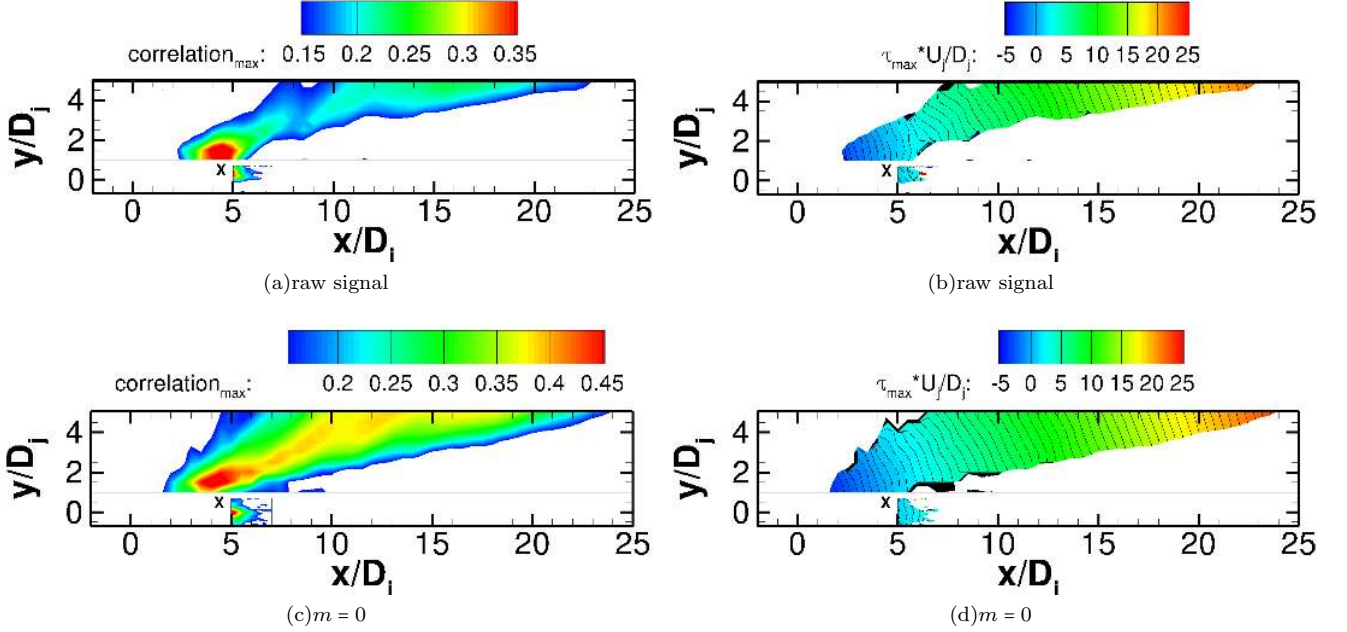 correlation_max: 0.15 0.2 0.25 0.3 0.35
y/D_j
4
2
0
x
0 5 10 15 20 25
x/D_i
(a)raw signal
τ_max*U_j/D_j: -5 0 5 10 15 20 25
y/D_j
4
2
0
x
0 5 10 15 20 25
x/D_i
(b)raw signal
correlation_max: 0.2 0.25 0.3 0.35 0.4 0.45
y/D_j
4
2
0
x
0 5 10 15 20 25
x/D_i
(c)m = 0
τ_max*U_j/D_j: -5 0 5 10 15 20 25
y/D_j
4
2
0
x
0 5 10 15 20 25
x/D_i
(d)m = 0